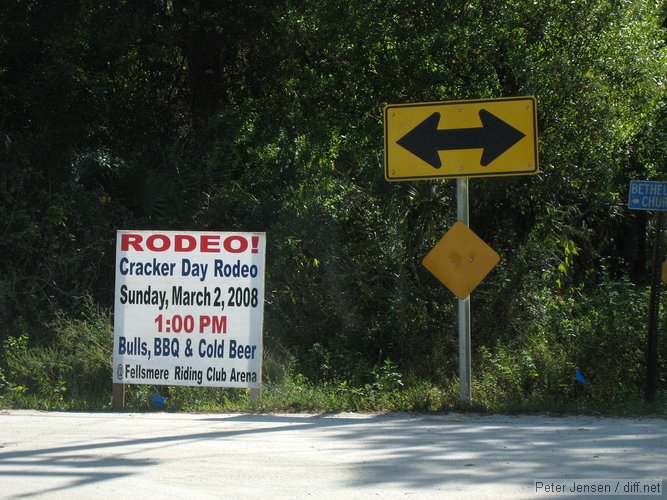 RODEO!
Cracker Day Rodeo
Sunday, March 2, 2008
1:00 PM
Bulls, BBQ & Cold Beer
@ Fellsmere Riding Club Arena
BETHEL
CHUR
Peter Jensen / diff.net